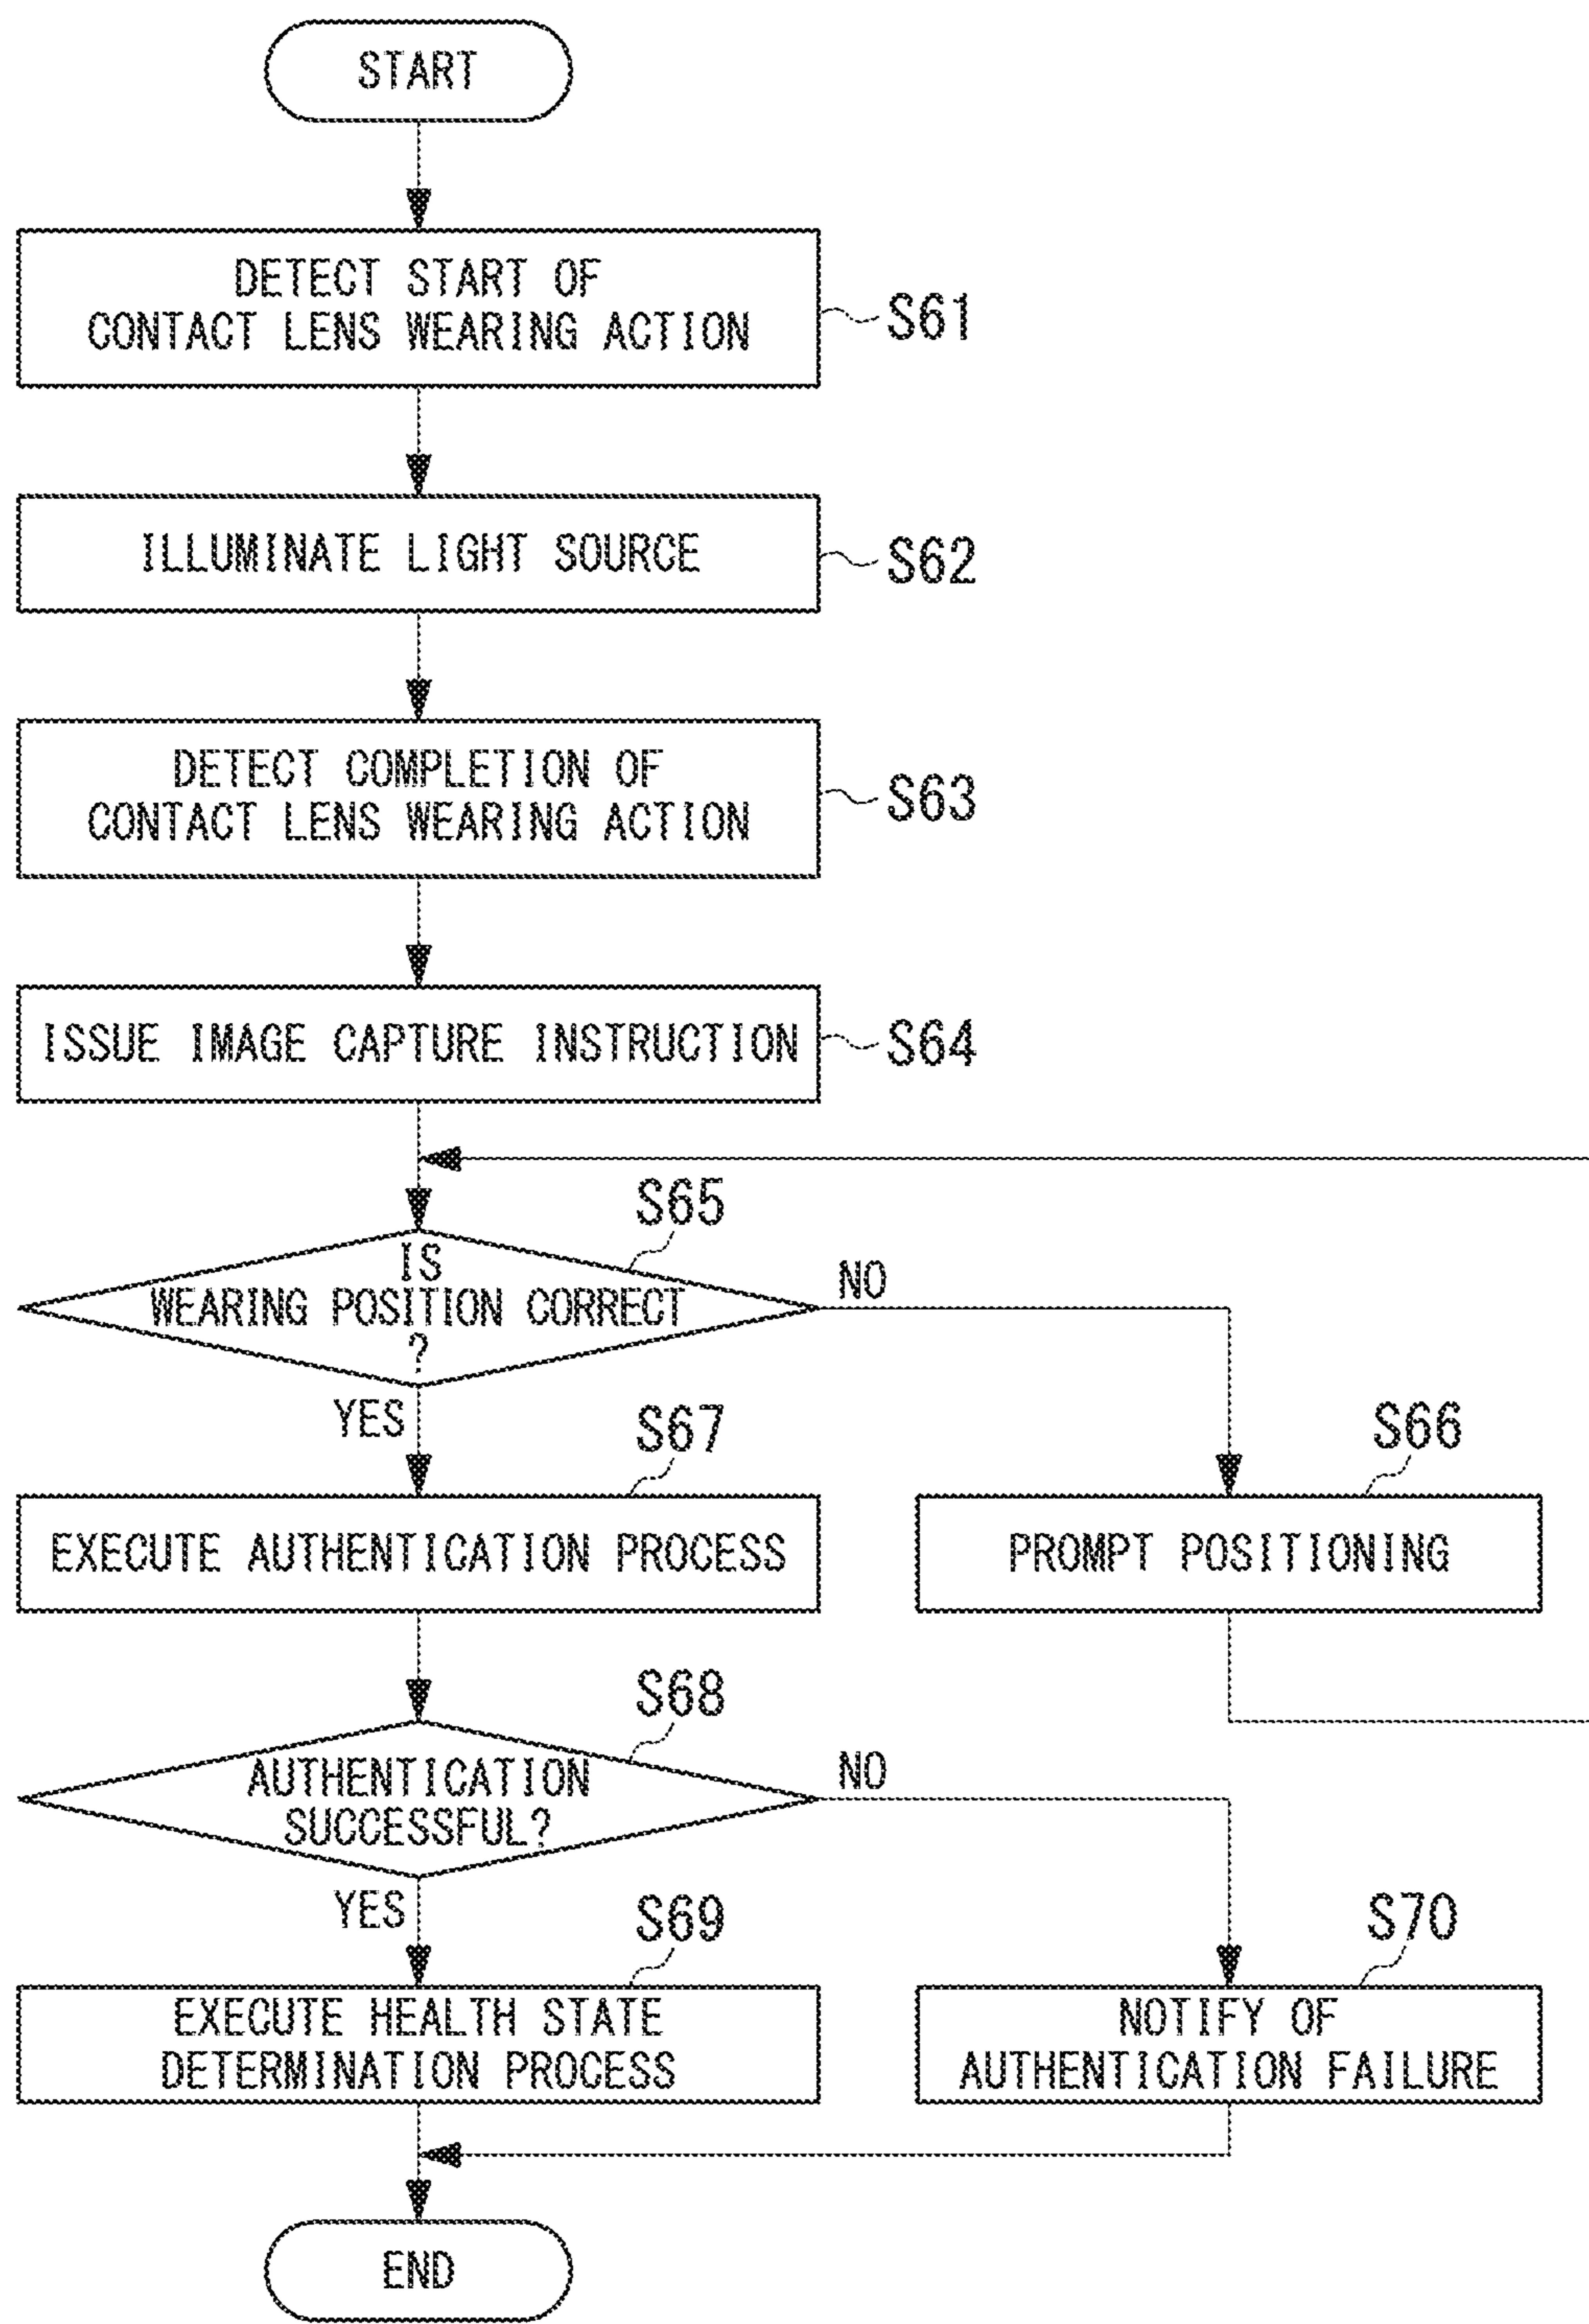 START
DETECT START OF
CONTACT LENS WEARING ACTION
S61
ILLUMINATE LIGHT SOURCE
S62
DETECT COMPLETION OF
CONTACT LENS WEARING ACTION
S63
ISSUE IMAGE CAPTURE INSTRUCTION
S64
S65
IS
WEARING POSITION CORRECT
?
NO
YES
S67
S66
EXECUTE AUTHENTICATION PROCESS
PROMPT POSITIONING
S68
AUTHENTICATION
SUCCESSFUL?
NO
YES
S69
S70
EXECUTE HEALTH STATE
DETERMINATION PROCESS
NOTIFY OF
AUTHENTICATION FAILURE
END